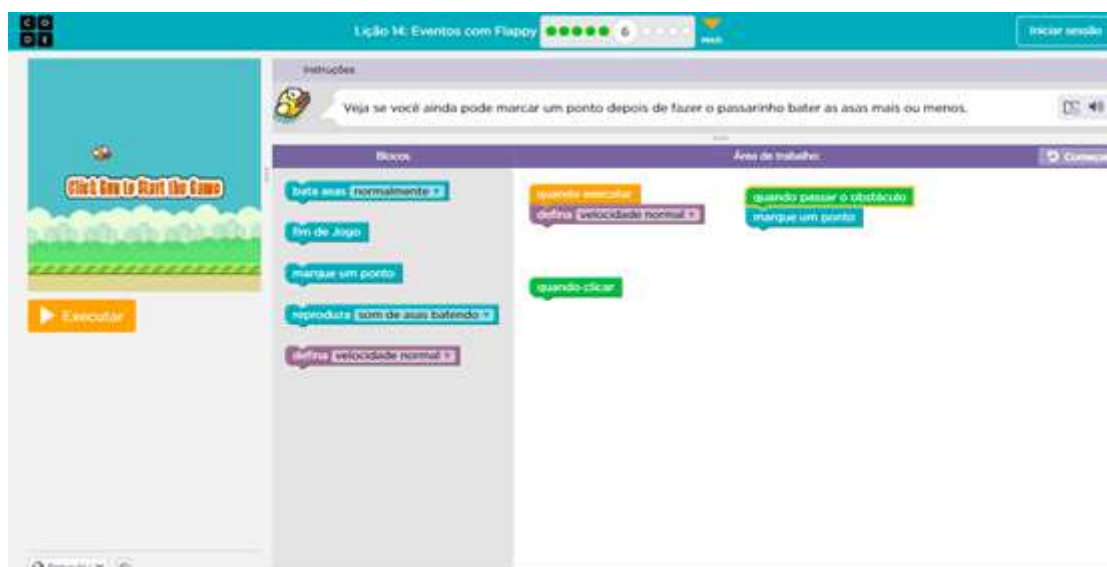 C O
D E
Lição 14: Eventos com Flappy
6
MAIS
Iniciar sessão
Instruções
Veja se você ainda pode marcar um ponto depois de fazer o passarinho bater as asas mais ou menos.
Blocos
Área de trabalho:
Começar
Click Run to Start the Game
Executar
bata asas normalmente
fim de Jogo
marque um ponto
reproduza som de asas batendo
defina velocidade normal
quando executar
defina velocidade normal
quando clicar
quando passar o obstáculo
marque um ponto